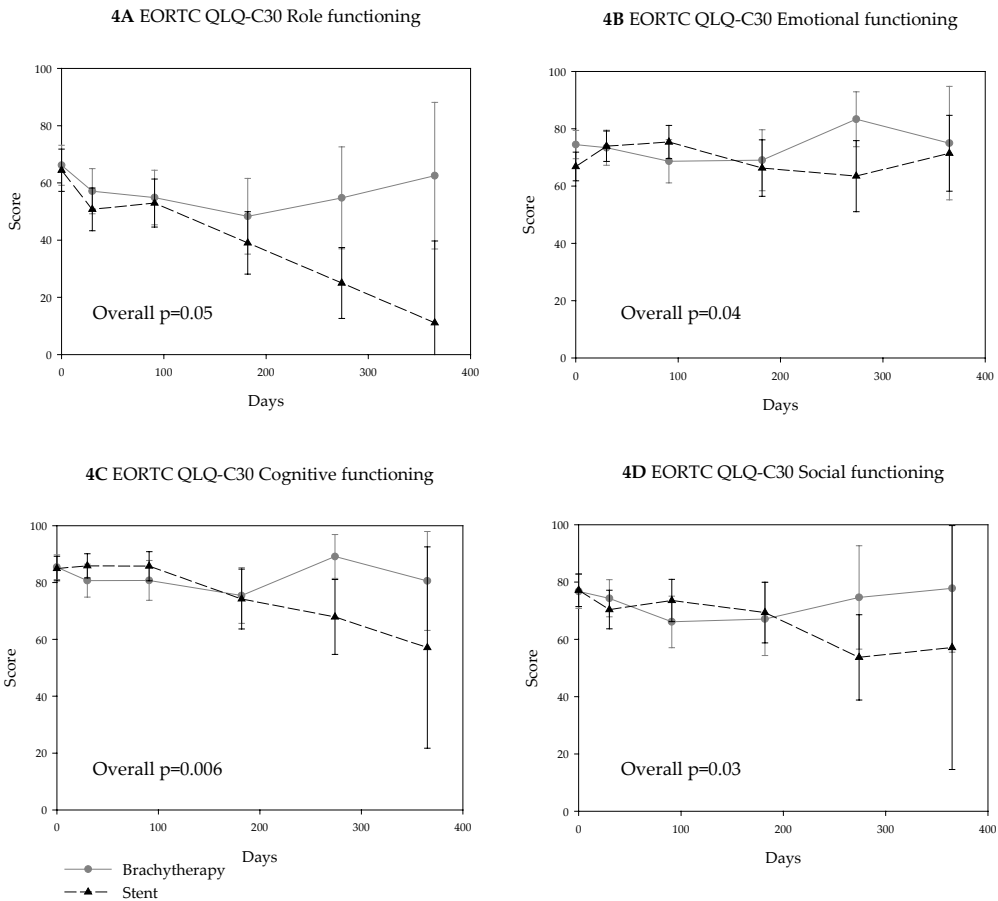 4A EORTC QLQ-C30 Role functioning
100
80
60
40
20
0
Score
0 100 200 300 400
Days
Overall p=0.05
4B EORTC QLQ-C30 Emotional functioning
100
80
60
40
20
0
Score
0 100 200 300 400
Days
Overall p=0.04
4C EORTC QLQ-C30 Cognitive functioning
100
80
60
40
20
0
Score
0 100 200 300 400
Days
Overall p=0.006
4D EORTC QLQ-C30 Social functioning
100
80
60
40
20
0
Score
0 100 200 300 400
Days
Overall p=0.03
Brachytherapy
Stent